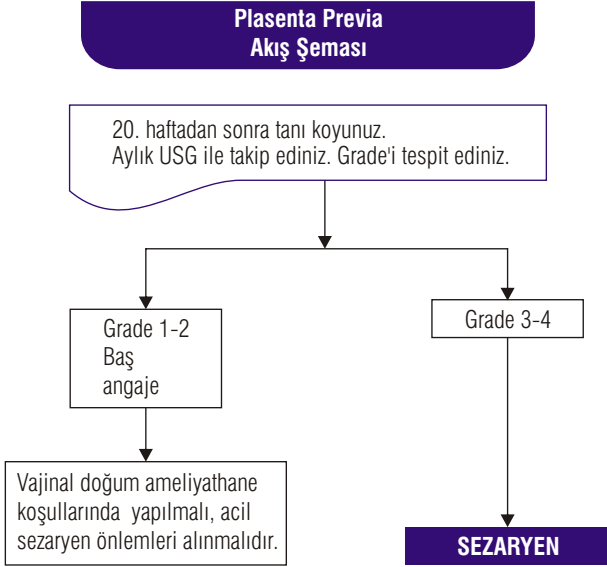 Plasenta Previa
Akış Şeması
20. haftadan sonra tanı koyunuz.
Aylık USG ile takip ediniz. Grade'i tespit ediniz.
Grade 1-2
Baş
angaje
Grade 3-4
Vajinal doğum ameliyathane
koşullarında yapılmalı, acil
sezaryen önlemleri alınmalıdır.
SEZARYEN